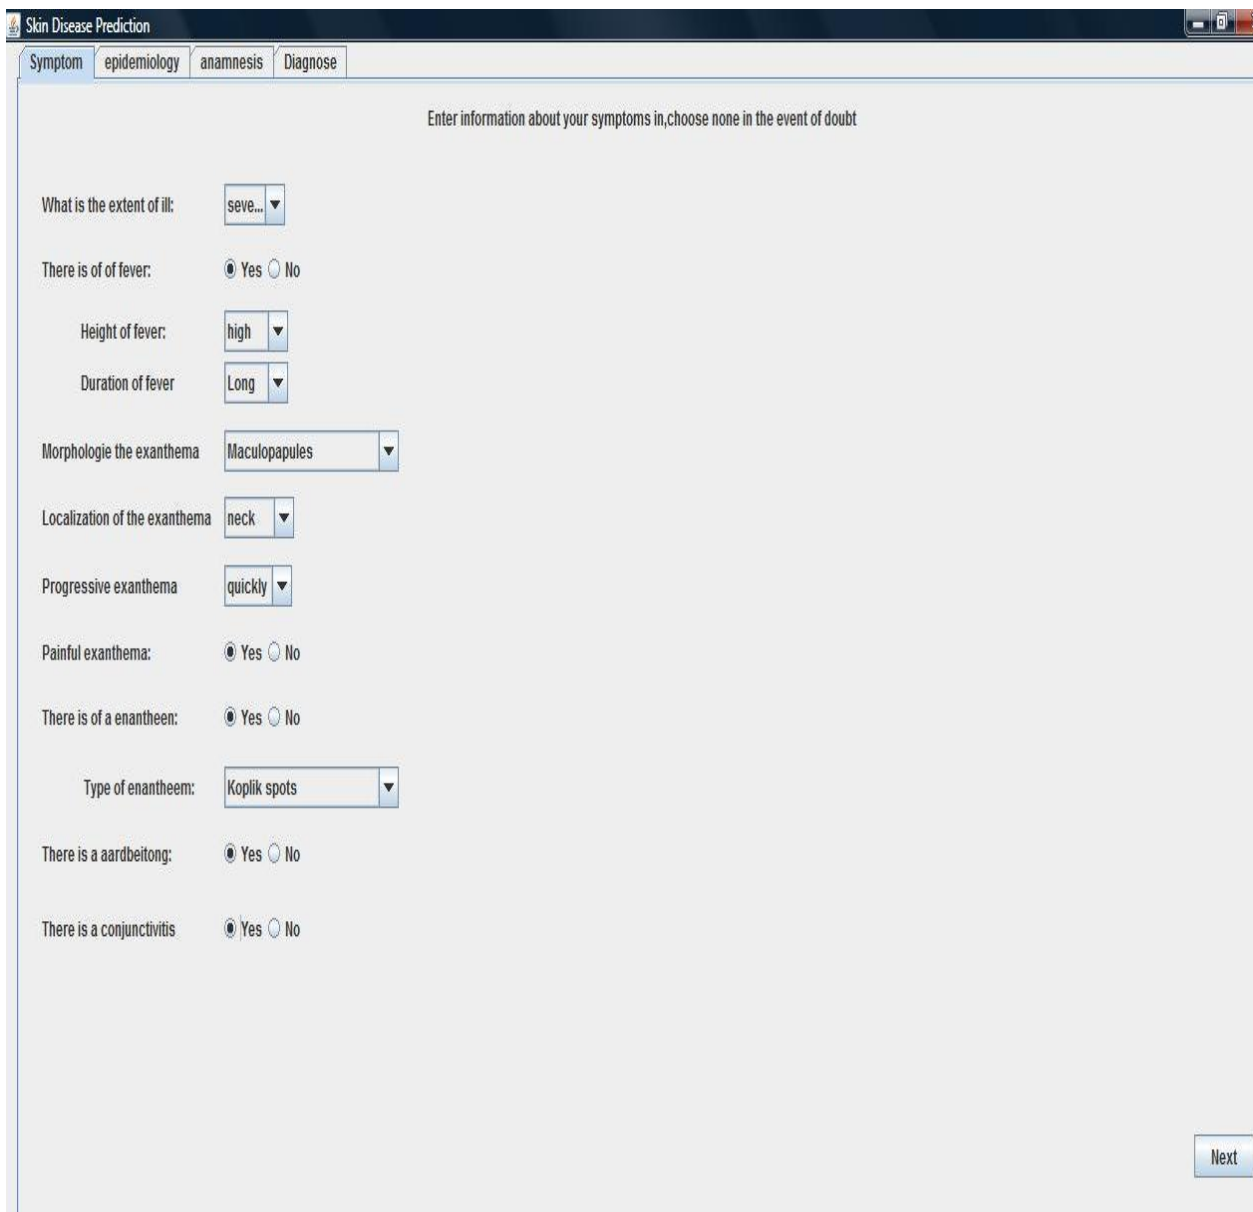 Skin Disease Prediction
Symptom epidemiology anamnesis Diagnose
Enter information about your symptoms in,choose none in the event of doubt
What is the extent of ill: seve...
There is of of fever: Yes No
Height of fever: high
Duration of fever Long
Morphologie the exanthema Maculopapules
Localization of the exanthema neck
Progressive exanthema quickly
Painful exanthema: Yes No
There is of a enantheen: Yes No
Type of enantheem: Koplik spots
There is a aardbeitong: Yes No
There is a conjunctivitis Yes No
Next